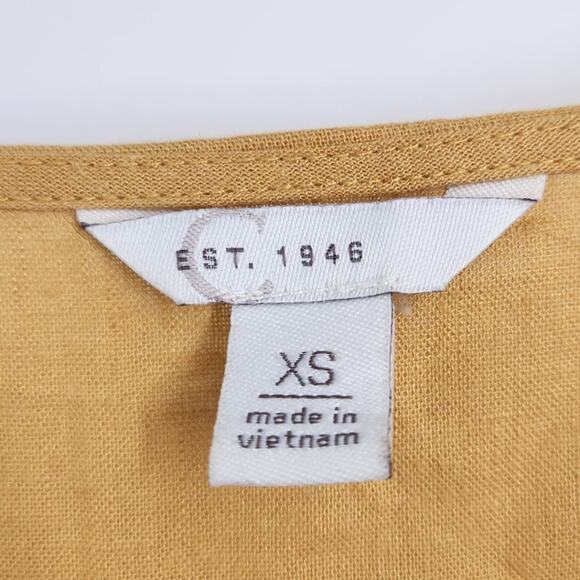 C
EST. 1946
XS
made in
vietnam